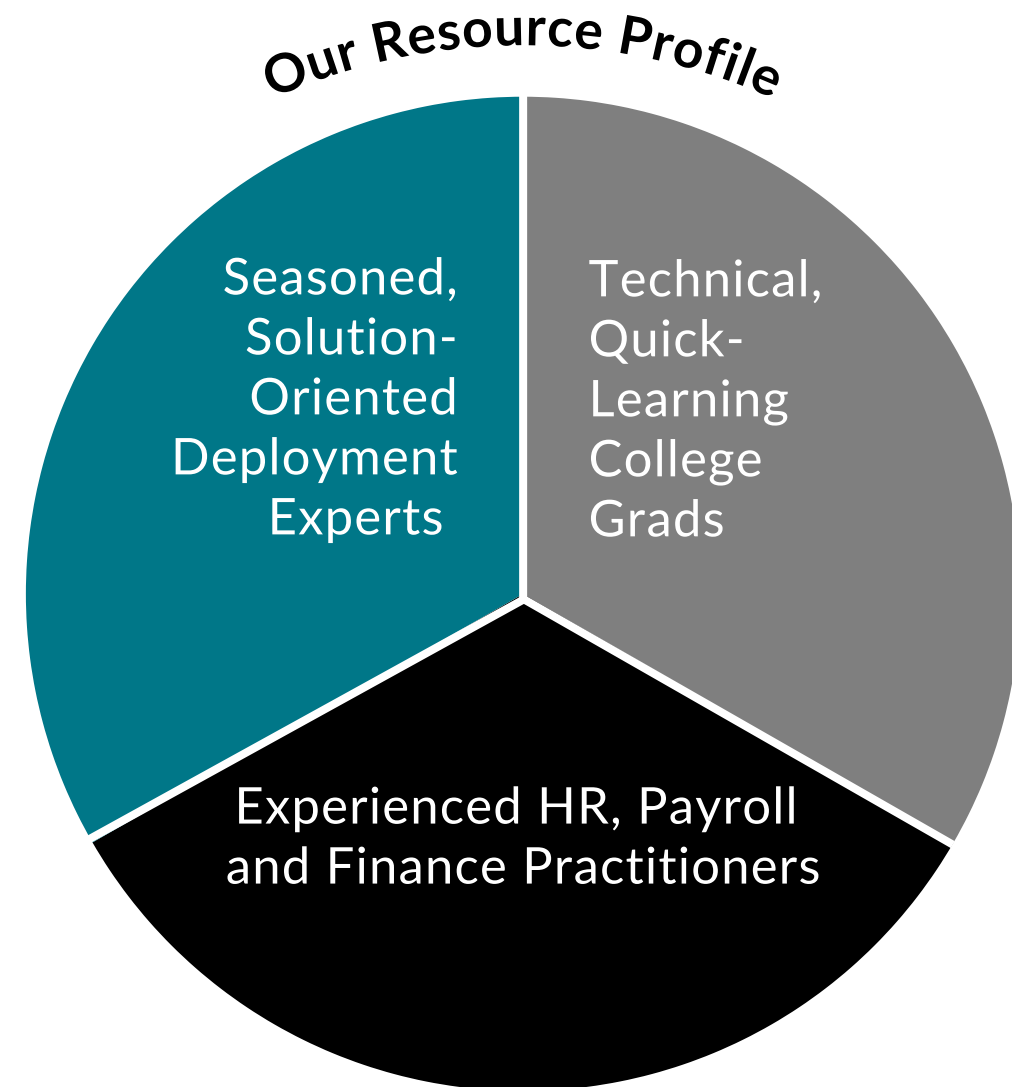 Our Resource Profile
Seasoned,
Solution-
Oriented
Deployment
Experts
Technical,
Quick-
Learning
College
Grads
Experienced HR, Payroll
and Finance Practitioners